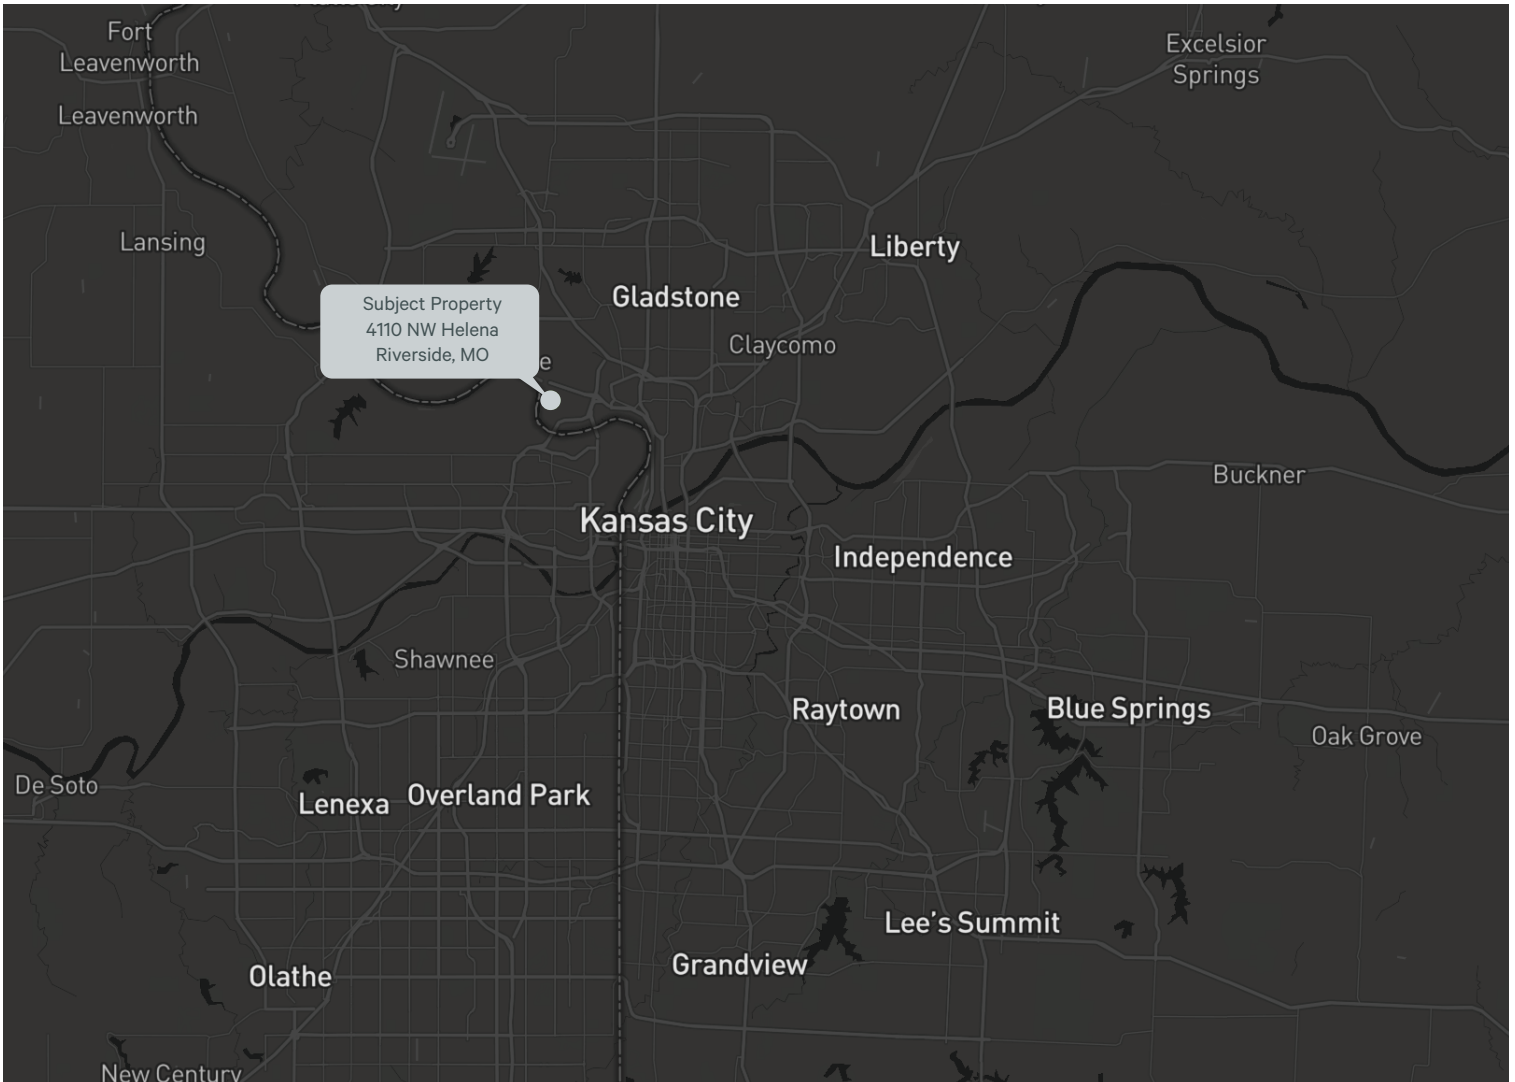 Fort
Leavenworth
Excelsior
Springs
Leavenworth
Lansing
Liberty
Subject Property
4110 NW Helena
Riverside, MO
Gladstone
Claycomo
e
Buckner
Kansas City
Independence
Shawnee
Raytown
Blue Springs
Oak Grove
De Soto
Lenexa
Overland Park
Lee's Summit
Grandview
Olathe
New Century